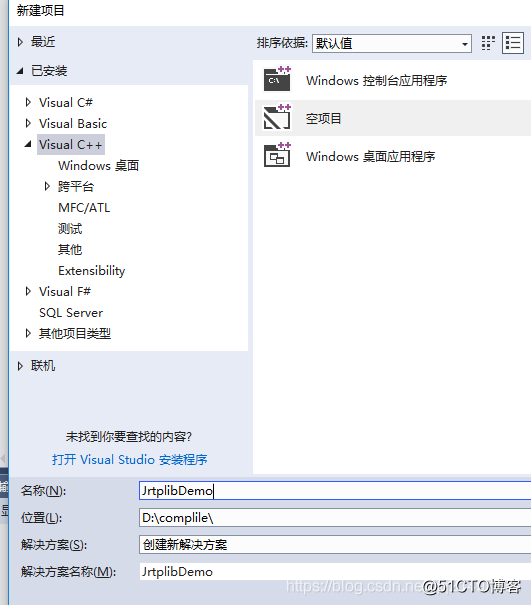 新建项目
最近
已安装
Visual C#
Visual Basic
Visual C++
Windows 桌面
跨平台
MFC/ATL
测试
其他
Extensibility
Visual F#
SQL Server
其他项目类型
联机
未找到你要查找的内容?
打开 Visual Studio 安装程序
排序依据: 默认值
Windows 控制台应用程序
空项目
Windows 桌面应用程序
名称(N): JrtplibDemo
位置(L): D:\complile\
解决方案(S): 创建新解决方案
解决方案名称(M): JrtplibDemo
https://blog.csdn.ne
@51CTO博客